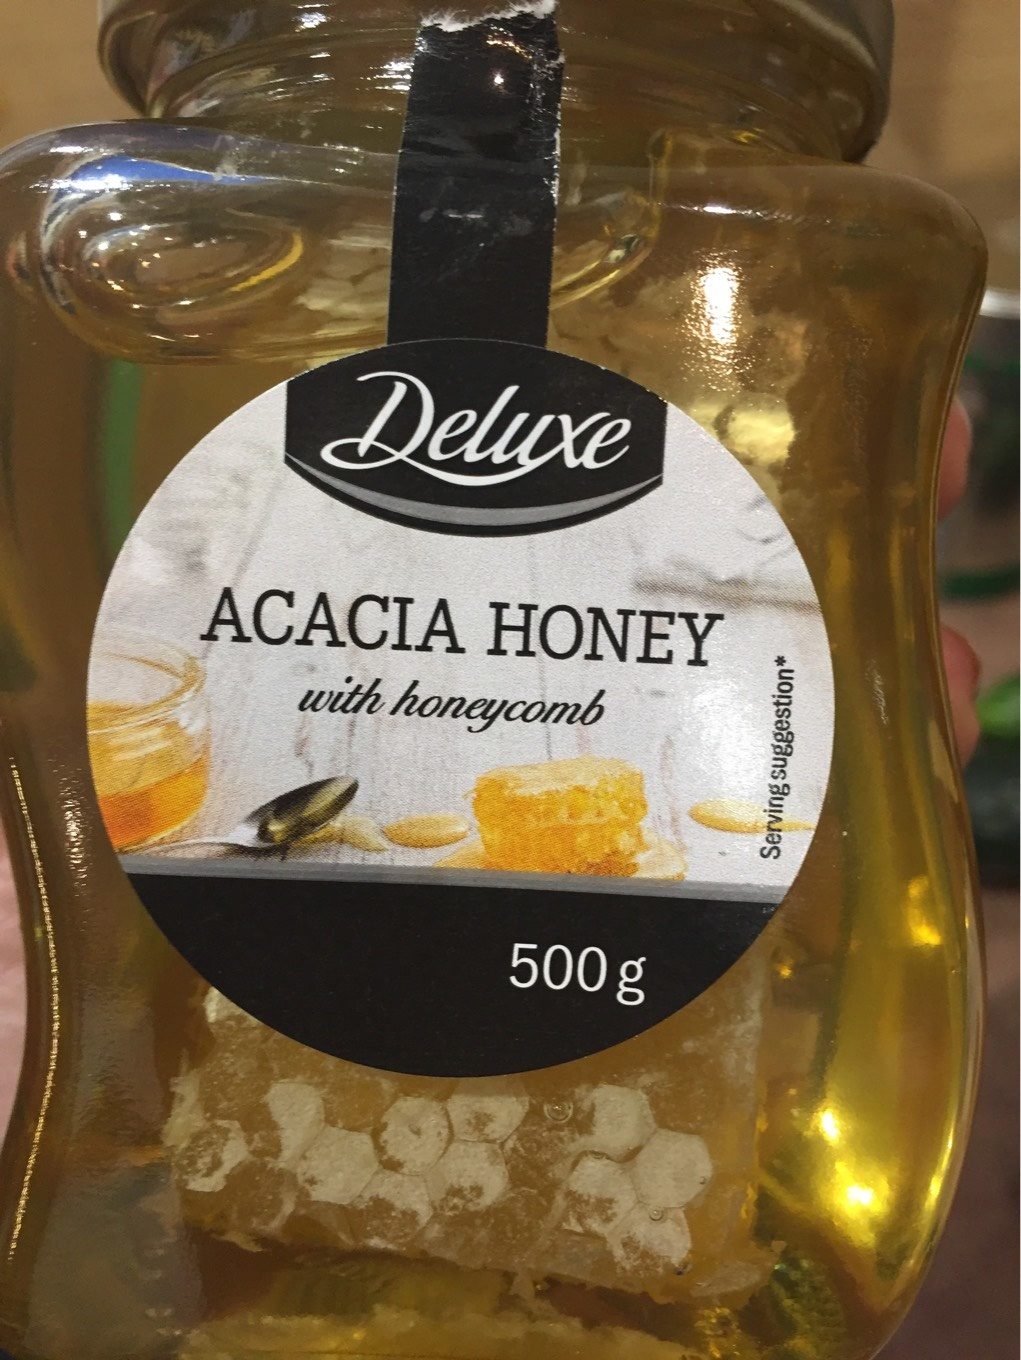 Deluxe
ACACIA HONEY
with honeycomb
Serving suggestion*
500 g